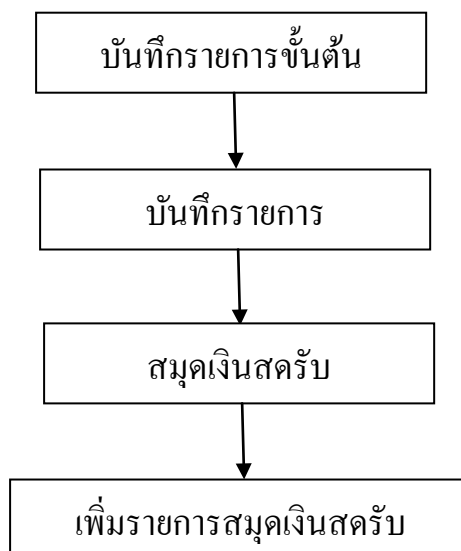 บันทึกรายการขั้นต้น
บันทึกรายการ
สมุดเงินสดรับ
เพิ่มรายการสมุดเงินสดรับ